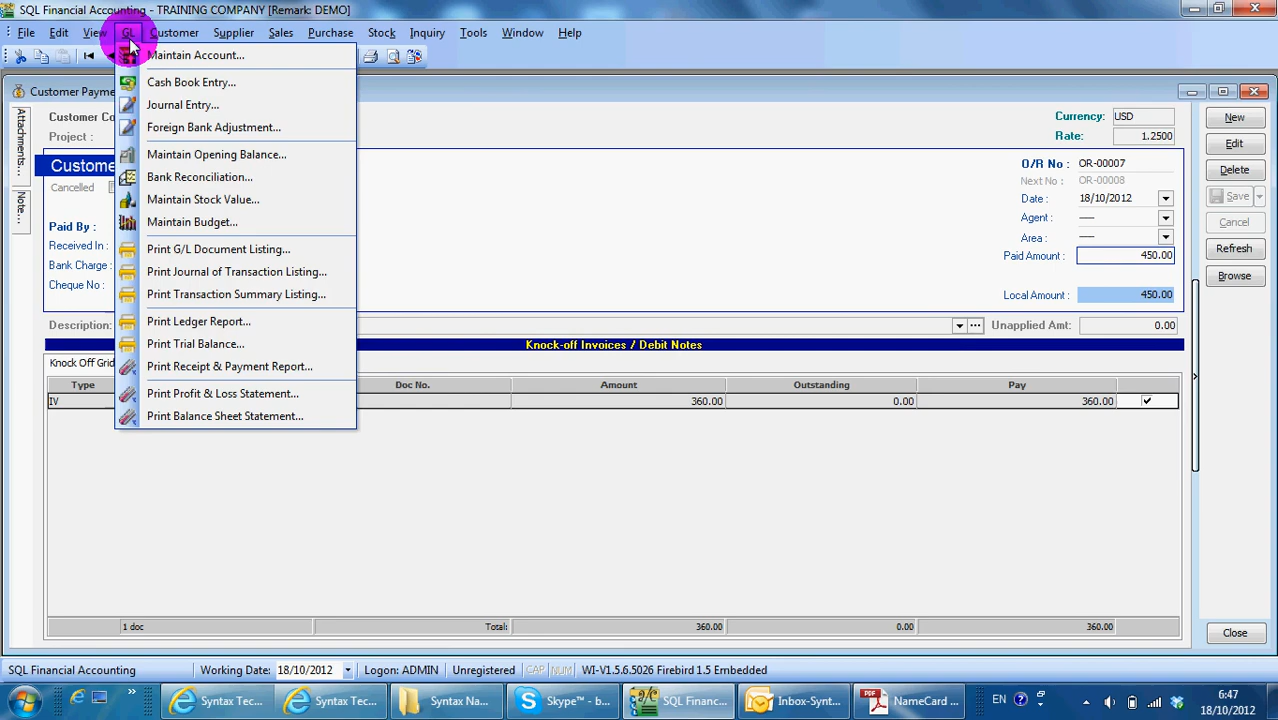 SQL Financial Accounting - TRAINING COMPANY [Remark: DEMO]
File Edit View GL Customer Supplier Sales Purchase Stock Inquiry Tools Window Help
Maintain Account...
Cash Book Entry...
Journal Entry...
Foreign Bank Adjustment...
Maintain Opening Balance...
Bank Reconciliation...
Maintain Stock Value...
Maintain Budget...
Print G/L Document Listing...
Print Journal of Transaction Listing...
Print Transaction Summary Listing...
Print Ledger Report...
Print Trial Balance...
Print Receipt & Payment Report...
Print Profit & Loss Statement...
Print Balance Sheet Statement...
Customer Payme
Attachments...
Note...
Customer Co
Project :
Custome
Cancelled
Paid By :
Received In :
Bank Charge :
Cheque No :
Description:
Currency: USD
Rate: 1.2500
O/R No : OR-00007
Next No : OR-00008
Date : 18/10/2012
Agent : ----
Area : ----
Paid Amount : 450.00
Local Amount : 450.00
Unapplied Amt: 0.00
New
Edit
Delete
Save
Cancel
Refresh
Browse
Knock-off Invoices / Debit Notes
Knock Off Grid
Type Doc No. Amount Outstanding Pay
IV 360.00 0.00 360.00
1 doc Total: 360.00 0.00 360.00
Close
SQL Financial Accounting Working Date: 18/10/2012 Logon: ADMIN Unregistered CAP NUM WI-V1.5.6.5026 Firebird 1.5 Embedded
Syntax Tec... Syntax Tec... Syntax Na... Skype™ - b... SQL Financ... Inbox-Synt... NameCard ... EN 6:47
18/10/2012